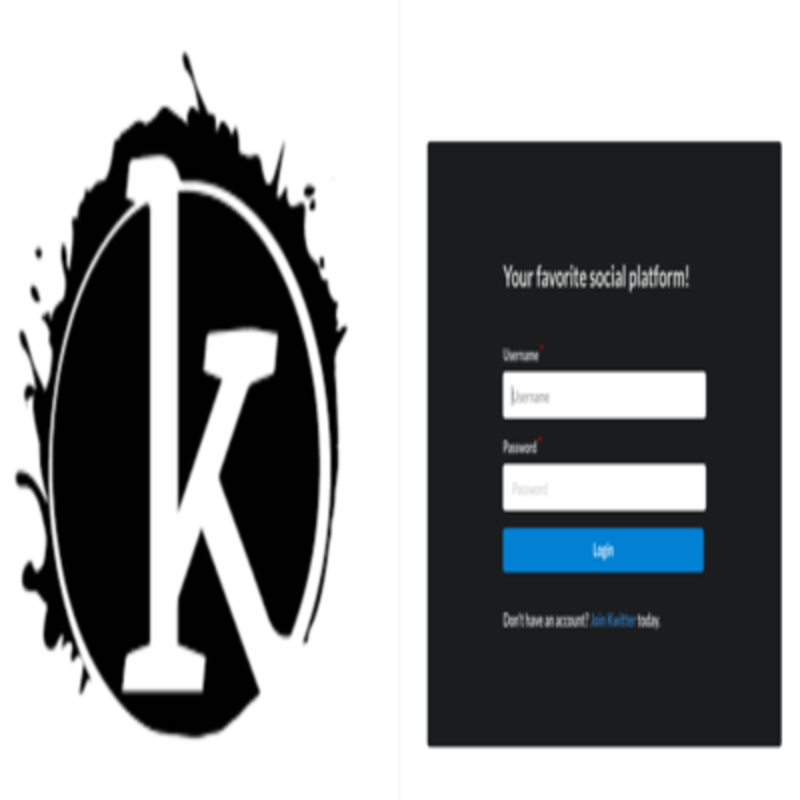 k
Your favorite social platform!
Username*
Username
Password*
Password
Login
Don't have an account? Join Kwitter today.